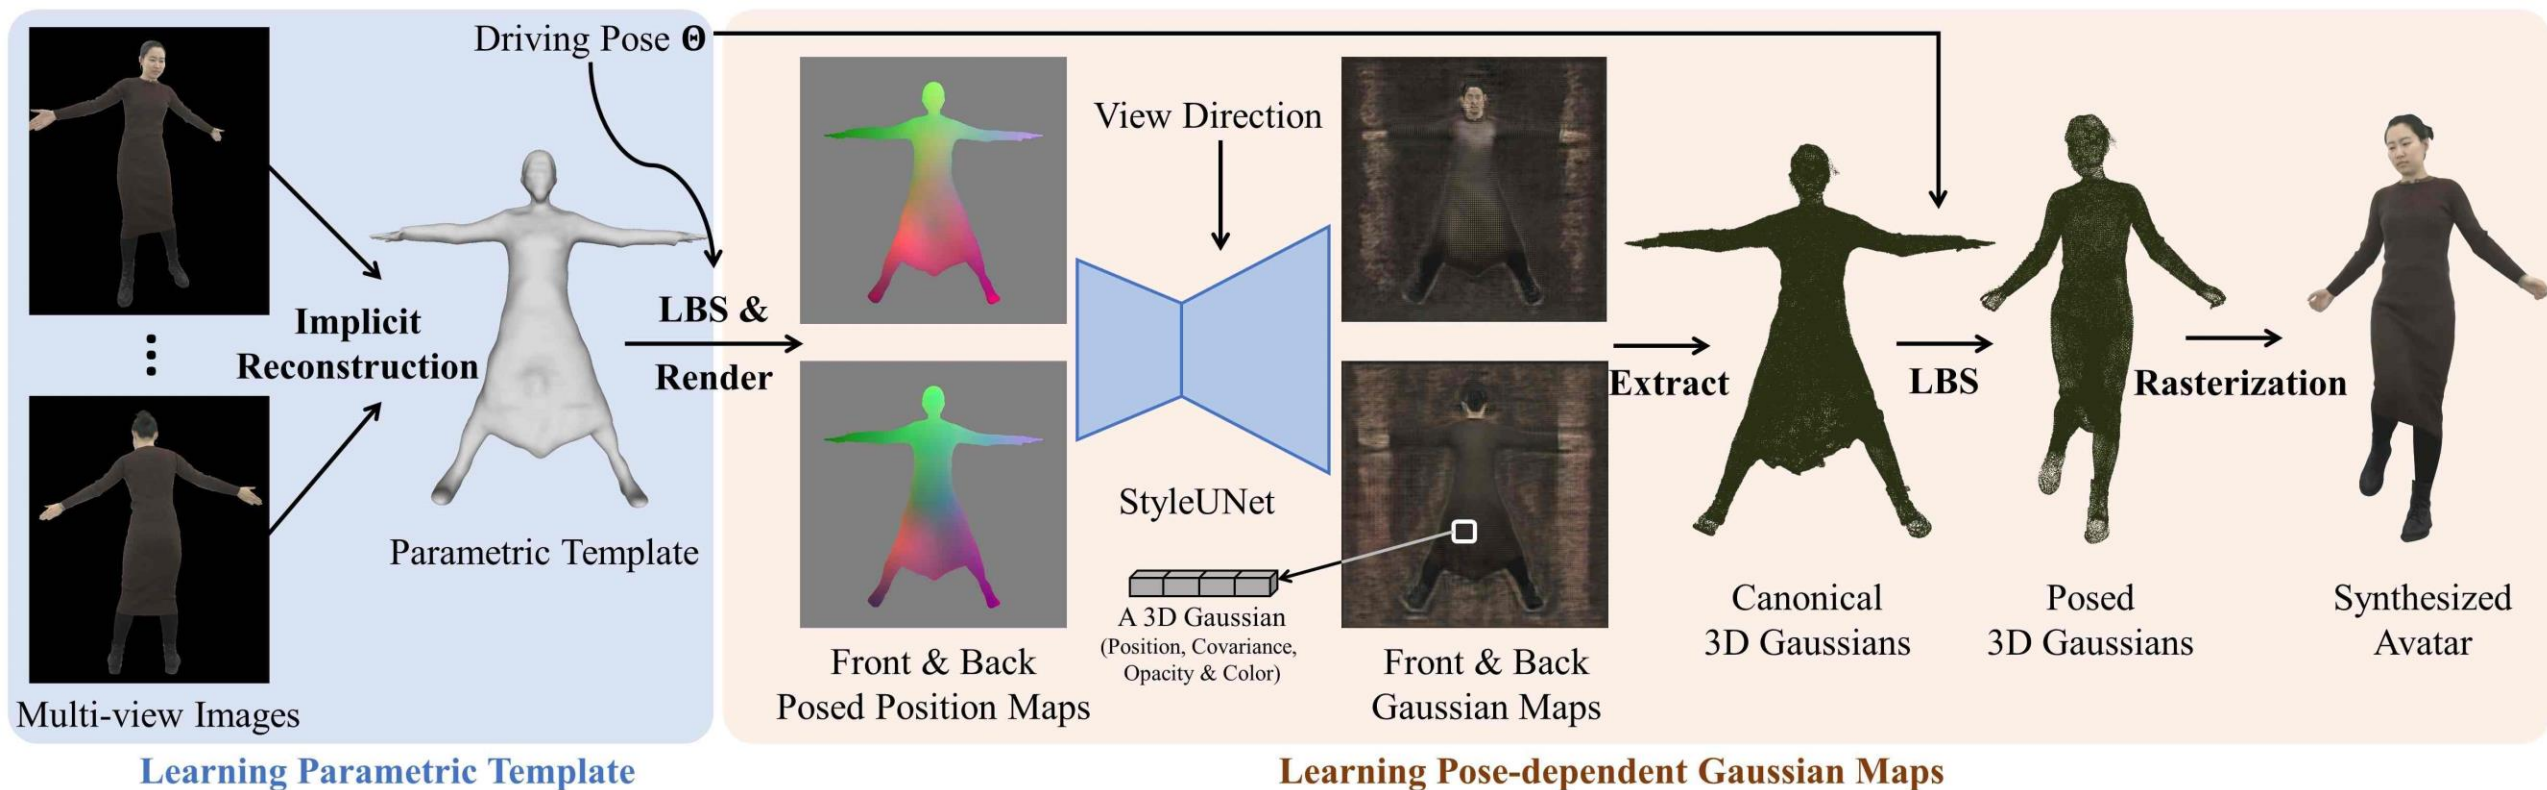 Driving Pose Θ
Implicit
Reconstruction
Parametric Template
Multi-view Images
Learning Parametric Template
LBS &
Render
Front & Back
Posed Position Maps
View Direction
StyleUNet
A 3D Gaussian
(Position, Covariance,
Opacity & Color)
Front & Back
Gaussian Maps
Extract
Canonical
3D Gaussians
LBS
Posed
3D Gaussians
Rasterization
Synthesized
Avatar
Learning Pose-dependent Gaussian Maps